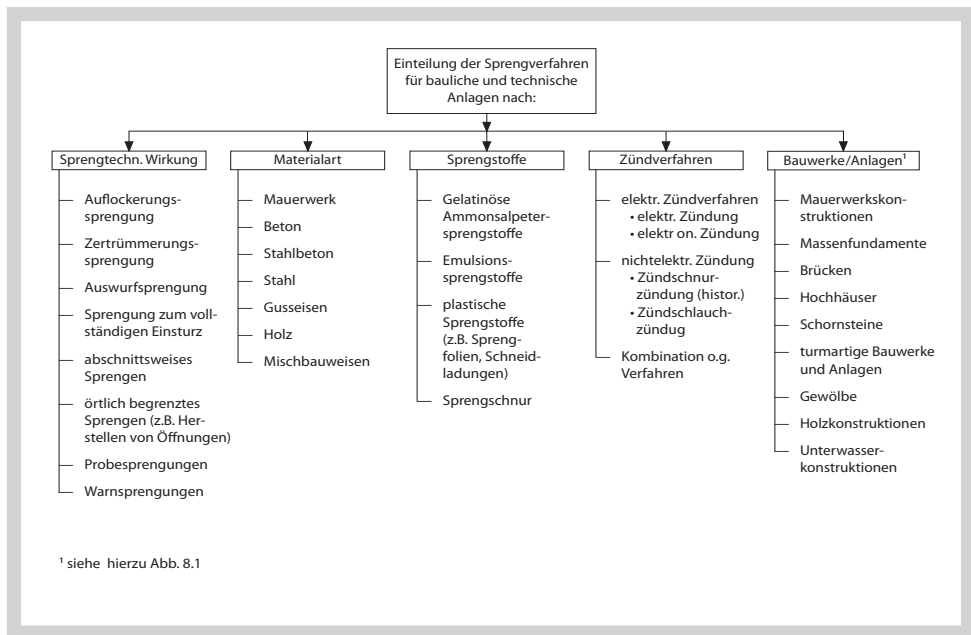 Einteilung der Sprengverfahren
für bauliche und technische
Anlagen nach:
Sprengtechn. Wirkung
Auflockerungs-
sprengung
Zertrümmerungs-
sprengung
Auswurfsprengung
Sprengung zum voll-
ständigen Einsturz
abschnittsweises
Sprengen
örtlich begrenztes
Sprengen (z.B. Her-
stellen von Öffnungen)
Probesprengungen
Warnsprengungen
Materialart
Mauerwerk
Beton
Stahlbeton
Stahl
Gusseisen
Holz
Mischbauweisen
Sprengstoffe
Gelatinöse
Ammonsalpeter-
sprengstoffe
Emulsions-
sprengstoffe
plastische
Sprengstoffe
(z.B. Spreng-
folien, Schneid-
ladungen)
Sprengschnur
Zündverfahren
elektr. Zündverfahren
• elektr. Zündung
• elektr on. Zündung
nichtelektr. Zündung
• Zündschnur-
zündung (histor.)
• Zündschlauch-
zündug
Kombination o.g.
Verfahren
Bauwerke/Anlagen¹
Mauerwerkskon-
struktionen
Massenfundamente
Brücken
Hochhäuser
Schornsteine
turmartige Bauwerke
und Anlagen
Gewölbe
Holzkonstruktionen
Unterwasser-
konstruktionen
¹ siehe hierzu Abb. 8.1